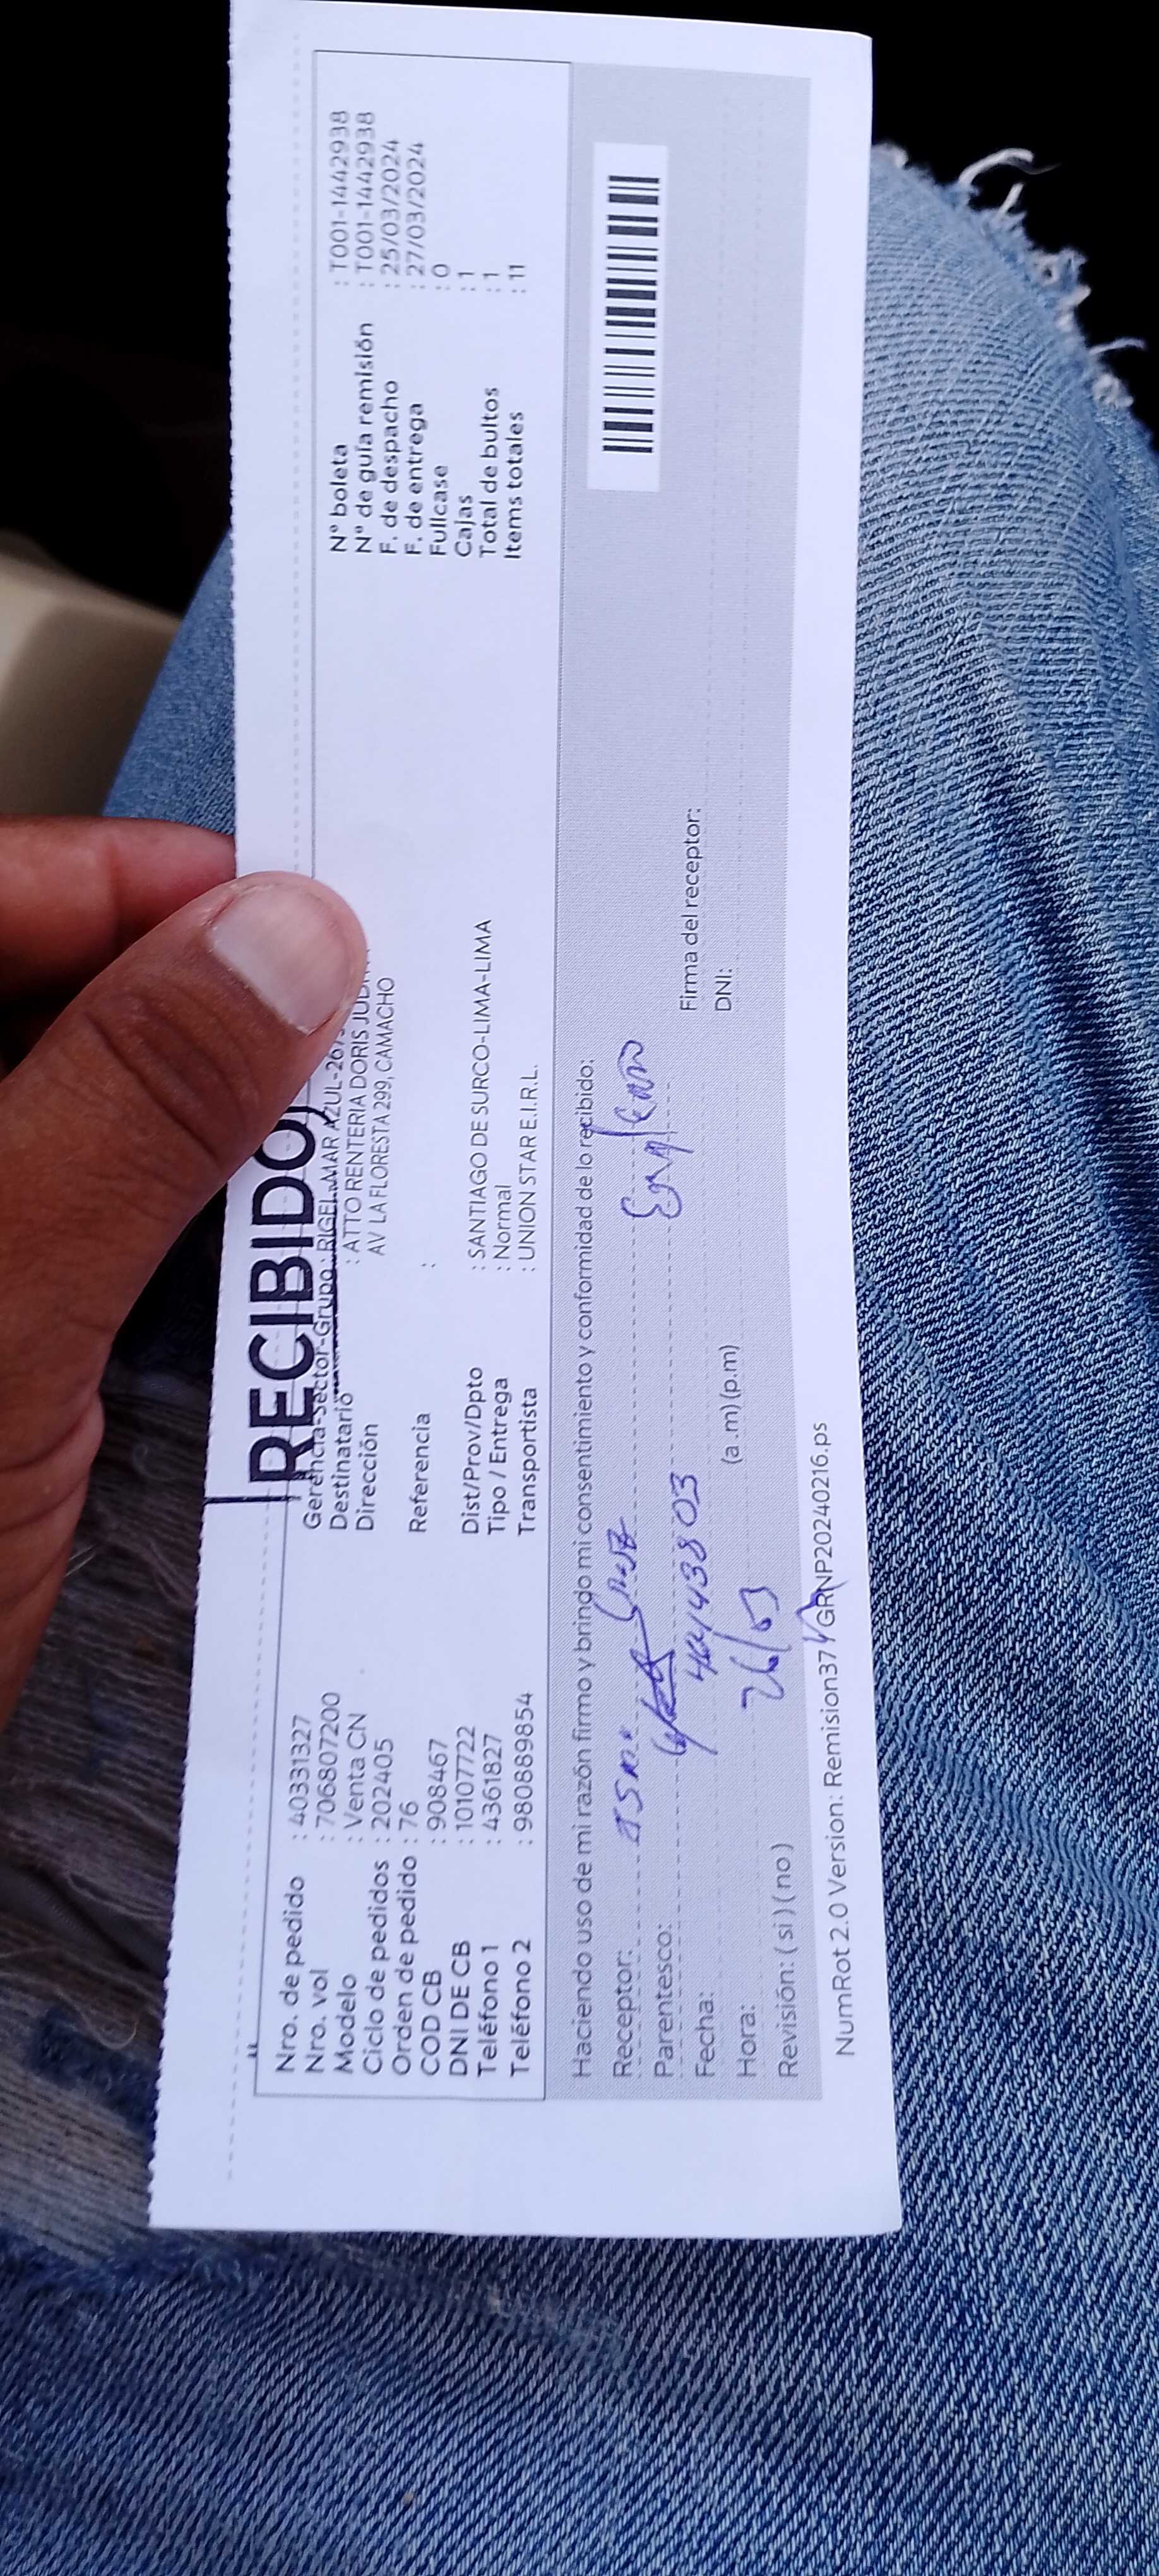 RECIBIDO
Nro. de pedido : 40331327
Nro. vol : 706807200
Modelo : Venta CN
Ciclo de pedidos : 202405
Orden de pedido : 76
COD CB : 908467
DNI DE CB : 10107722
Teléfono 1 : 4361827
Teléfono 2 : 980889854
Gerencia-Sector-Grupo : RIGEL-MAR AZUL-267
Destinatario : ATTO RENTERIA DORIS
Dirección AV LA FLORESTA 299, CAMACHO
Referencia :
Dist/Prov/Dpto : SANTIAGO DE SURCO-LIMA-LIMA
Tipo / Entrega : Normal
Transportista : UNION STAR E.I.R.L.
N° boleta : T001-1442938
N° de guía remisión : T001-1442938
F. de despacho : 25/03/2024
F. de entrega : 27/03/2024
Fullcase : 0
Cajas : 1
Total de bultos : 1
Items totales : 11
Haciendo uso de mi razón firmo y brindo mi consentimiento y conformidad de lo recibido:
Receptor:
Parentesco:
Fecha: 26/03
Hora: (a.m) (p.m)
Revisión: ( si ) ( no )
Firma del receptor:
DNI:
NumRot 2.0 Version: Remision37 GRNP20240216.ps